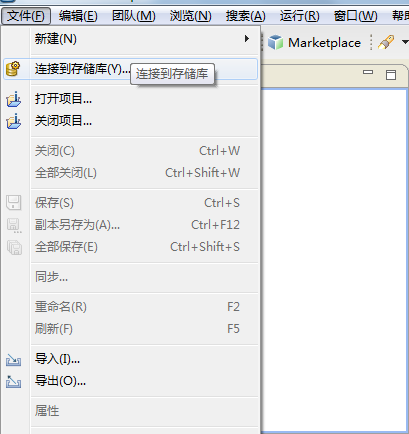 文件(F) 编辑(E) 团队(M) 浏览(N) 搜索(A) 运行(R) 窗口(W) 帮助(H)
新建(N)
Marketplace
连接到存储库(Y)...
连接到存储库
打开项目...
关闭项目...
关闭(C) Ctrl+W
全部关闭(L) Ctrl+Shift+W
保存(S) Ctrl+S
副本另存为(A)... Ctrl+F12
全部保存(E) Ctrl+Shift+S
同步...
重命名(R) F2
刷新(F) F5
导入(I)...
导出(O)...
属性